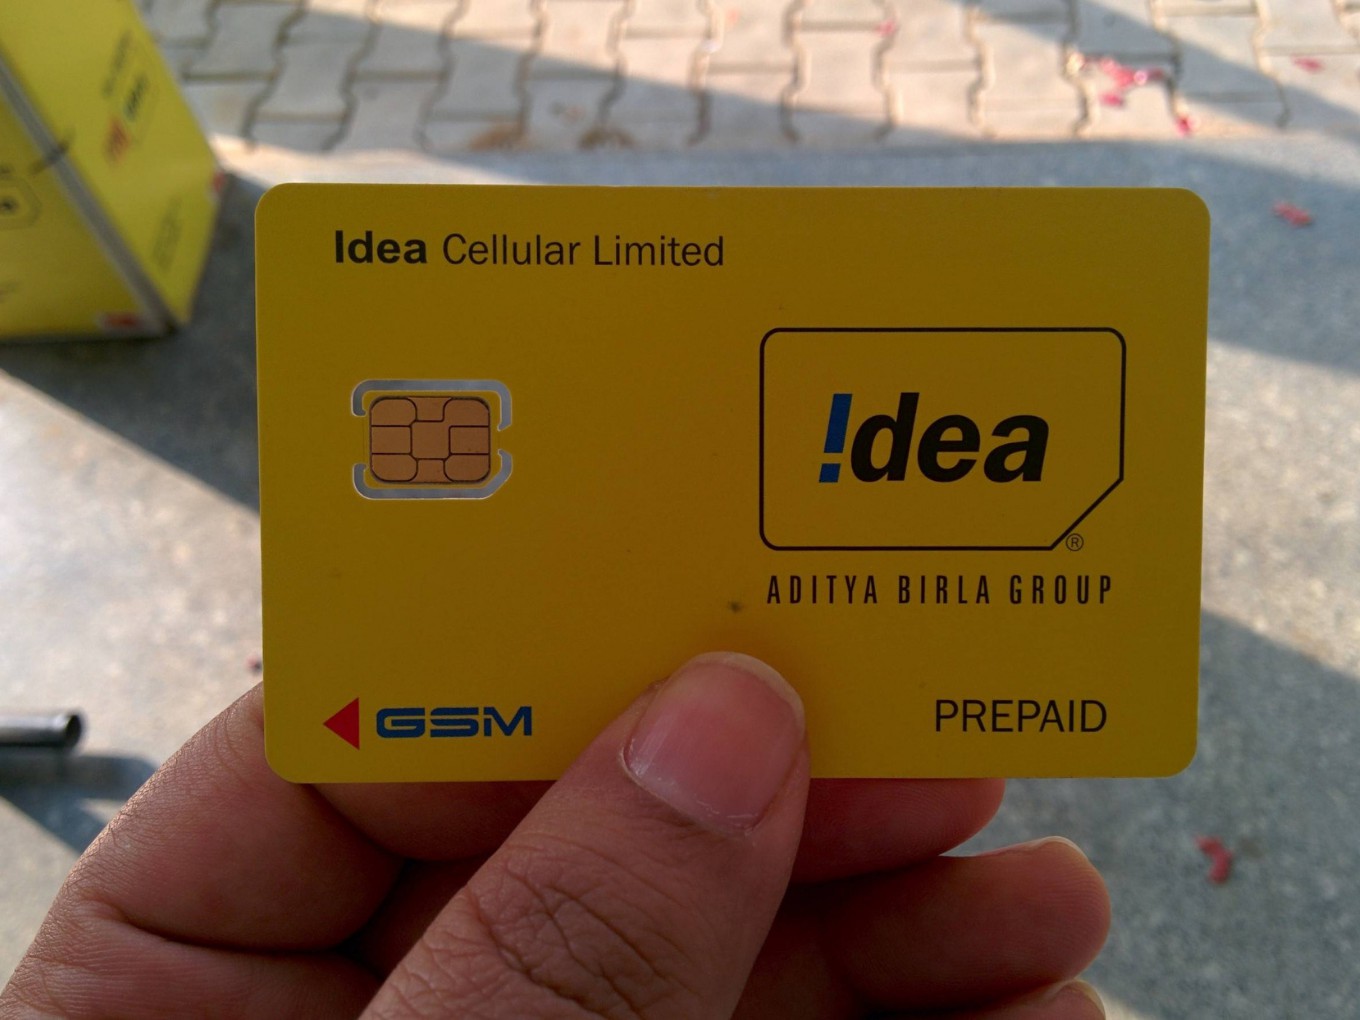 Idea Cellular Limited
!dea
®
ADITYA BIRLA GROUP
GSM
PREPAID